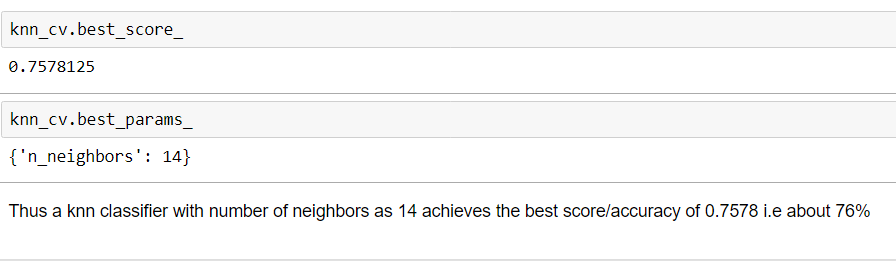 knn_cv.best_score_
0.7578125
knn_cv.best_params_
{'n_neighbors': 14}
Thus a knn classifier with number of neighbors as 14 achieves the best score/accuracy of 0.7578 i.e about 76%